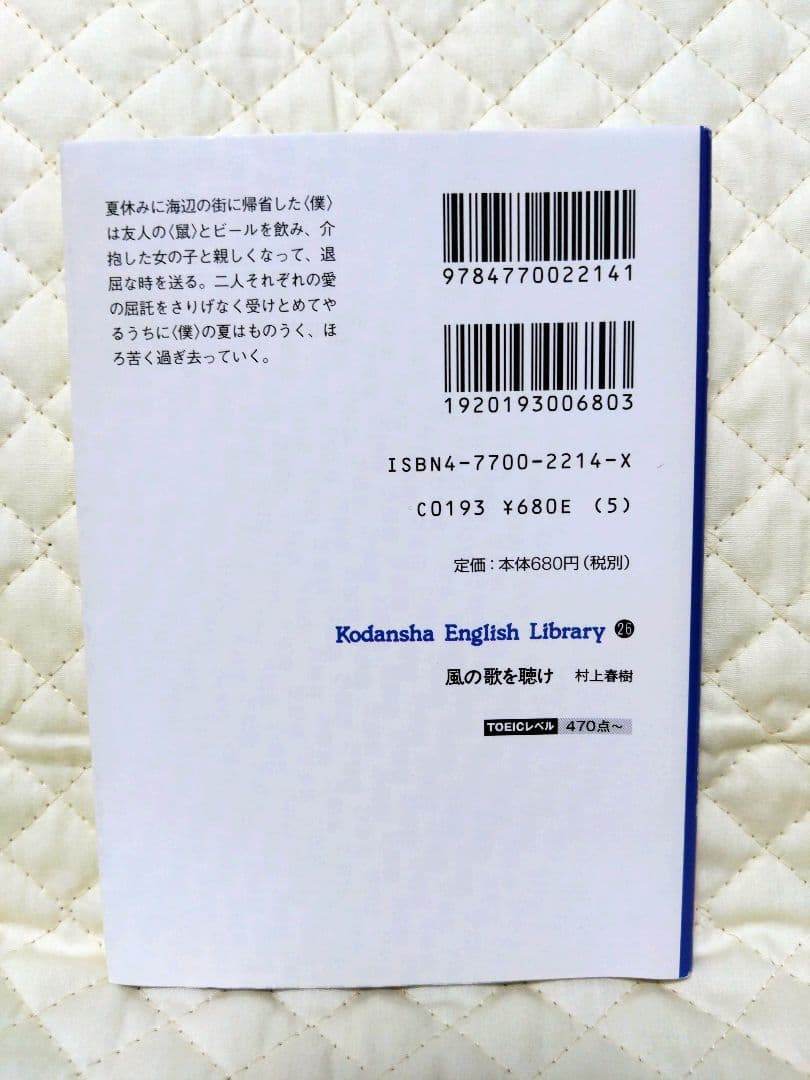 夏休みに海辺の街に帰省した〈僕〉
は友人の〈鼠〉とビールを飲み、介
抱した女の子と親しくなって、退
屈な時を送る。二人それぞれの愛
の屈託をさりげなく受けとめてや
るうちに〈僕〉の夏はものうく、ほ
ろ苦く過ぎ去っていく。
9784770022141
1920193006803
ISBN4-7700-2214-X
C0193 ¥680E (5)
定価：本体680円（税別）
Kodansha English Library 26
風の歌を聴け 村上春樹
TOEICレベル 470点〜